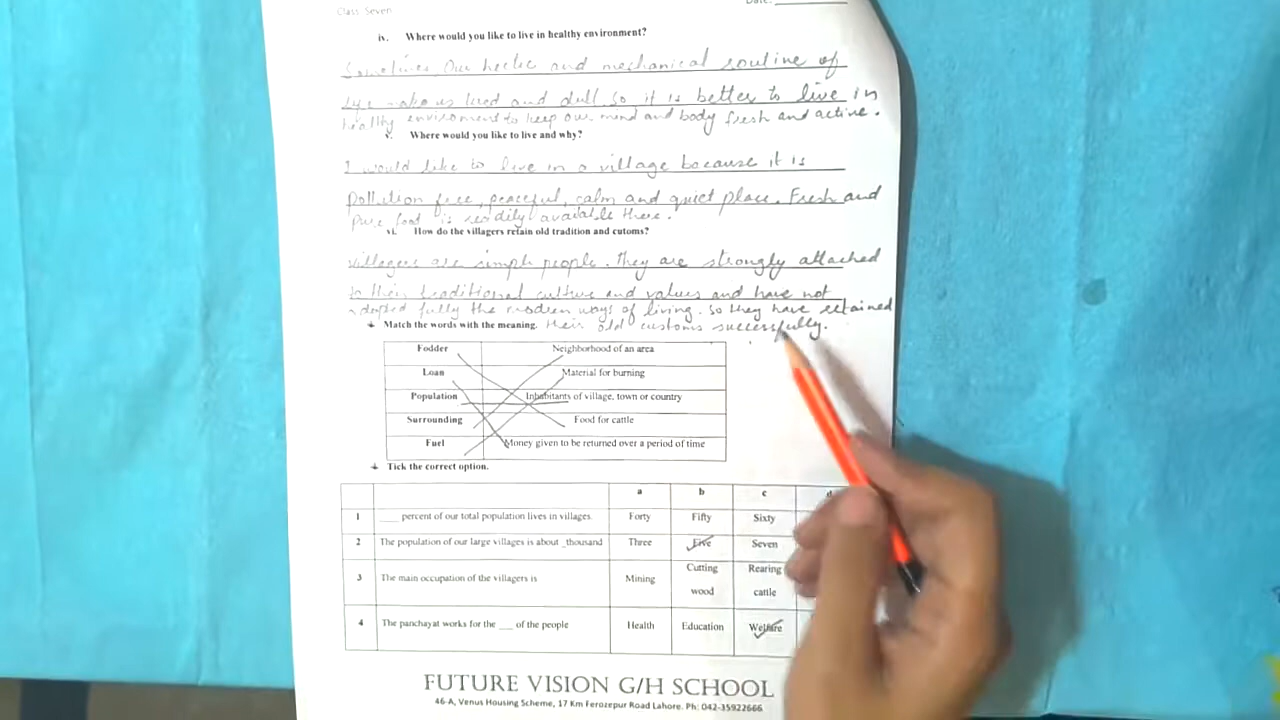 Class Seven
Date:
iv. Where would you like to live in healthy environment?
Sometimes Our hectic and mechanical routine of
life make us tired and dull so it is better to live in
healthy environment to keep our mind and body fresh and active.
v. Where would you like to live and why?
I would like to live in a village because it is
Pollution free, peaceful, calm and quiet place. Fresh and
pure food is readily available there.
vi. How do the villagers retain old tradition and cutoms?
villagers are simple people. They are strongly attached
to their traditional culture and values and have not
adopted fully the modern ways of living. so they have retained
Match the words with the meaning. their old customs successfully.
Fodder Neighborhood of an area
Loan Material for burning
Population Inhabitants of village, town or country
Surrounding Food for cattle
Fuel Money given to be returned over a period of time
Tick the correct option.
a b c d
1 ___ percent of our total population lives in villages. Forty Fifty Sixty
2 The population of our large villages is about _thousand Three Five Seven
3 The main occupation of the villagers is Mining Cutting wood Rearing cattle
4 The panchayat works for the ___ of the people Health Education Welfare
FUTURE VISION G/H SCHOOL
46-A, Venus Housing Scheme, 17 Km Ferozepur Road Lahore. Ph: 042-35922666